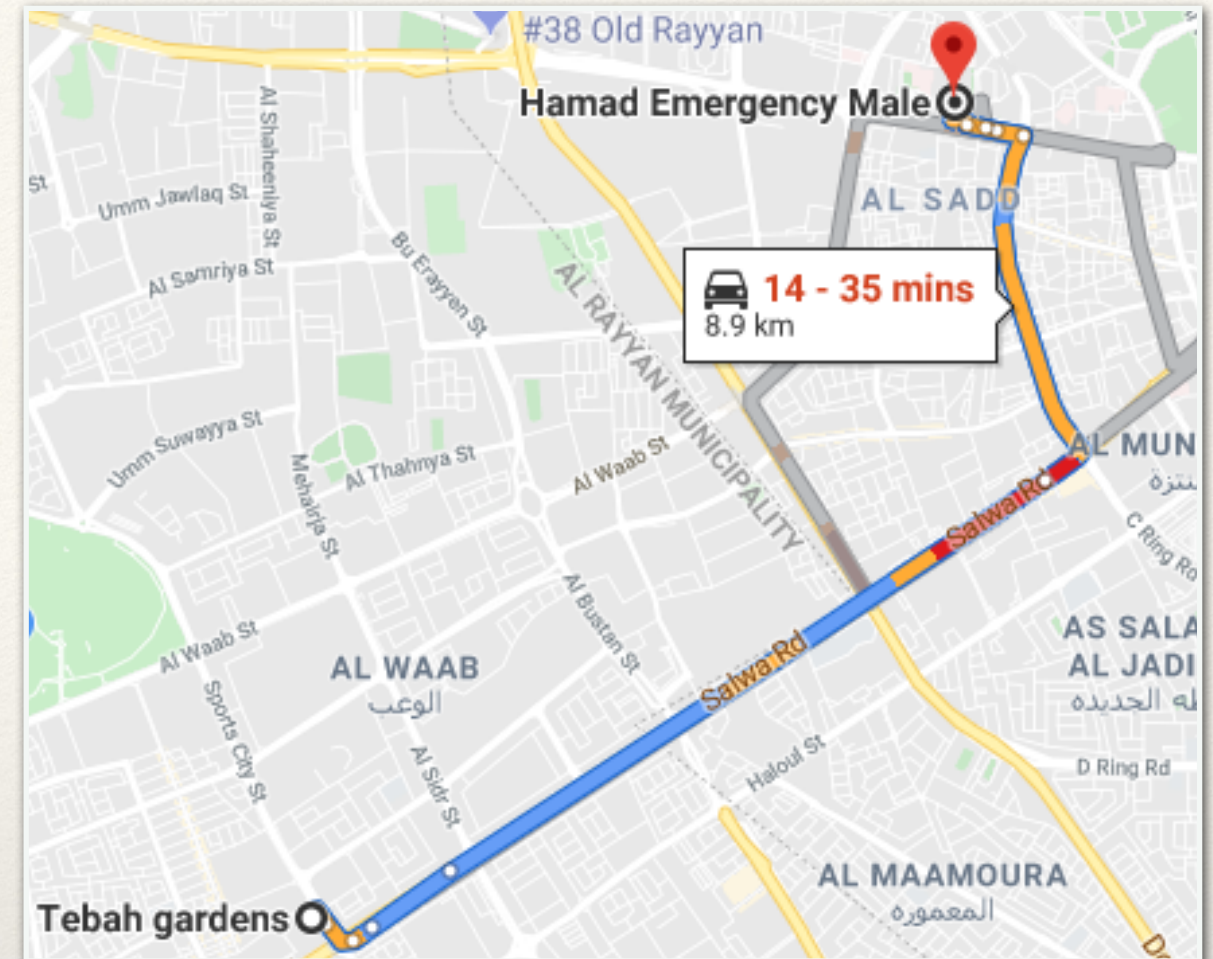 #38 Old Rayyan
Hamad Emergency Male
Al Shaheeniya St
St
Umm Jawlaq St
AL SADD
Al Samriya St
Bu Erayyen St
14 - 35 mins
8.9 km
AL RAYYAN MUNICIPALITY
Umm Suwayya St
Al Thahnya St
Al Waab St
AL MUN
Mehairja St
Salwa Rd
C Ring Rd
Al Bustan St
Al Waab St
AS SALA
AL JADI
AL WAAB
الوعب
Salwa Rd
Sports City St
Al Sidr St
Haloul St
D Ring Rd
AL MAAMOURA
المعمورة
Tebah gardens